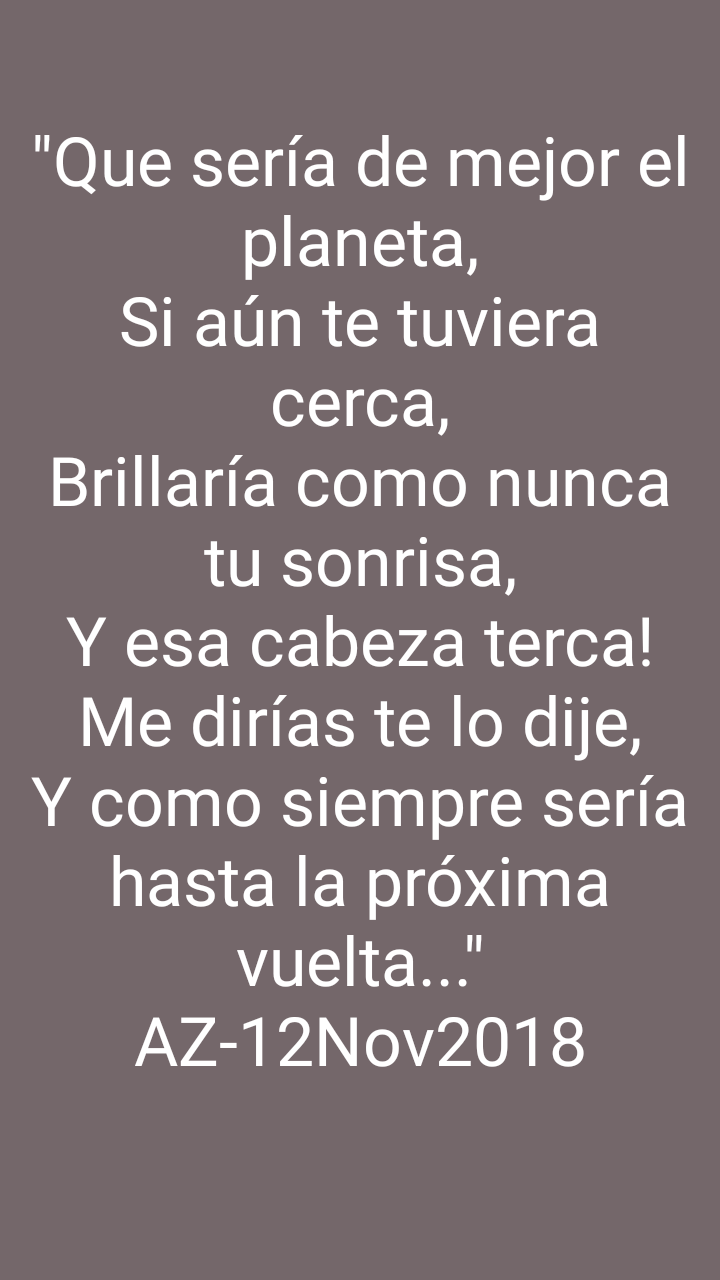 "Que sería de mejor el
planeta,
Si aún te tuviera
cerca,
Brillaría como nunca
tu sonrisa,
Y esa cabeza terca!
Me dirías te lo dije,
Y como siempre sería
hasta la próxima
vuelta..."
AZ-12Nov2018